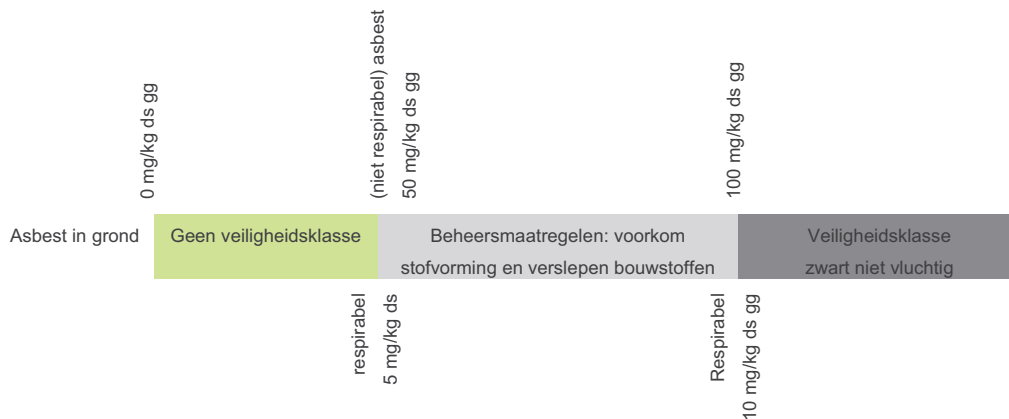 0 mg/kg ds gg
(niet respirabel) asbest
50 mg/kg ds gg
100 mg/kg ds gg
Asbest in grond
Geen veiligheidsklasse
Beheersmaatregelen: voorkom
stofvorming en verslepen bouwstoffen
Veiligheidsklasse
zwart niet vluchtig
respirabel
5 mg/kg ds
Respirabel
10 mg/kg ds gg